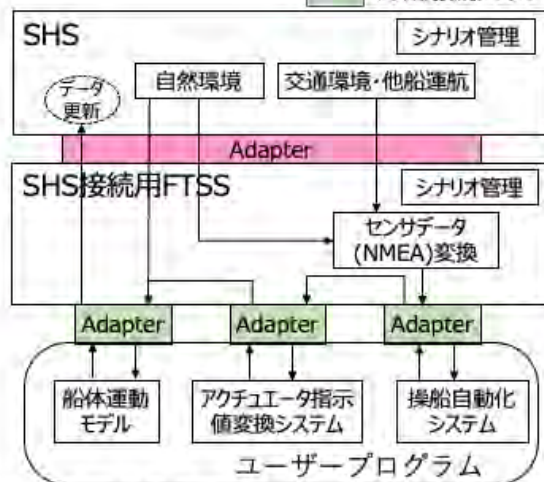 SHS
シナリオ管理
データ
更新
自然環境
交通環境・他船運航
Adapter
SHS接続用FTSS
シナリオ管理
センサデータ
(NMEA)変換
Adapter
Adapter
Adapter
船体運動
モデル
アクチュエータ指示
値変換システム
操船自動化
システム
ユーザープログラム